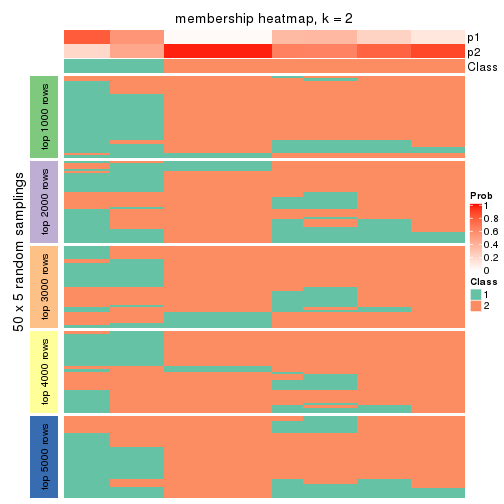 membership heatmap, k = 2
p1
p2
Class
50 x 5 random samplings
top 1000 rows
top 2000 rows
top 3000 rows
top 4000 rows
top 5000 rows
Prob
1
0.8
0.6
0.4
0.2
0
Class
1
2